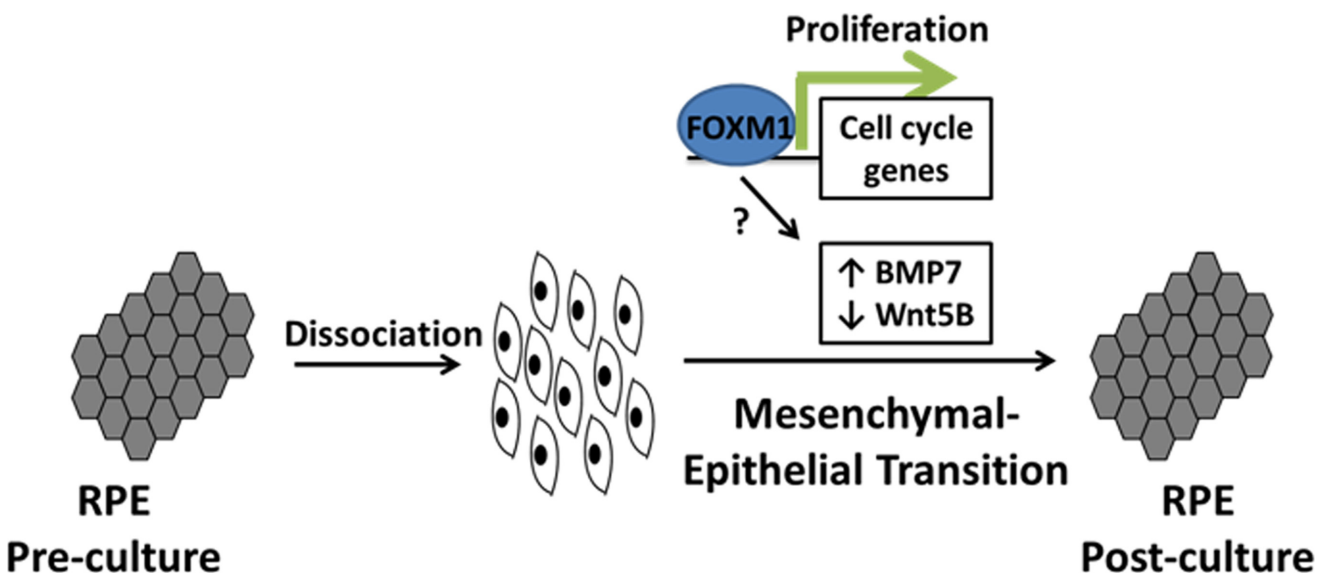 Proliferation
FOXM1
Cell cycle
genes
?
↑ BMP7
↓ Wnt5B
Dissociation
Mesenchymal-
Epithelial Transition
RPE
Pre-culture
RPE
Post-culture